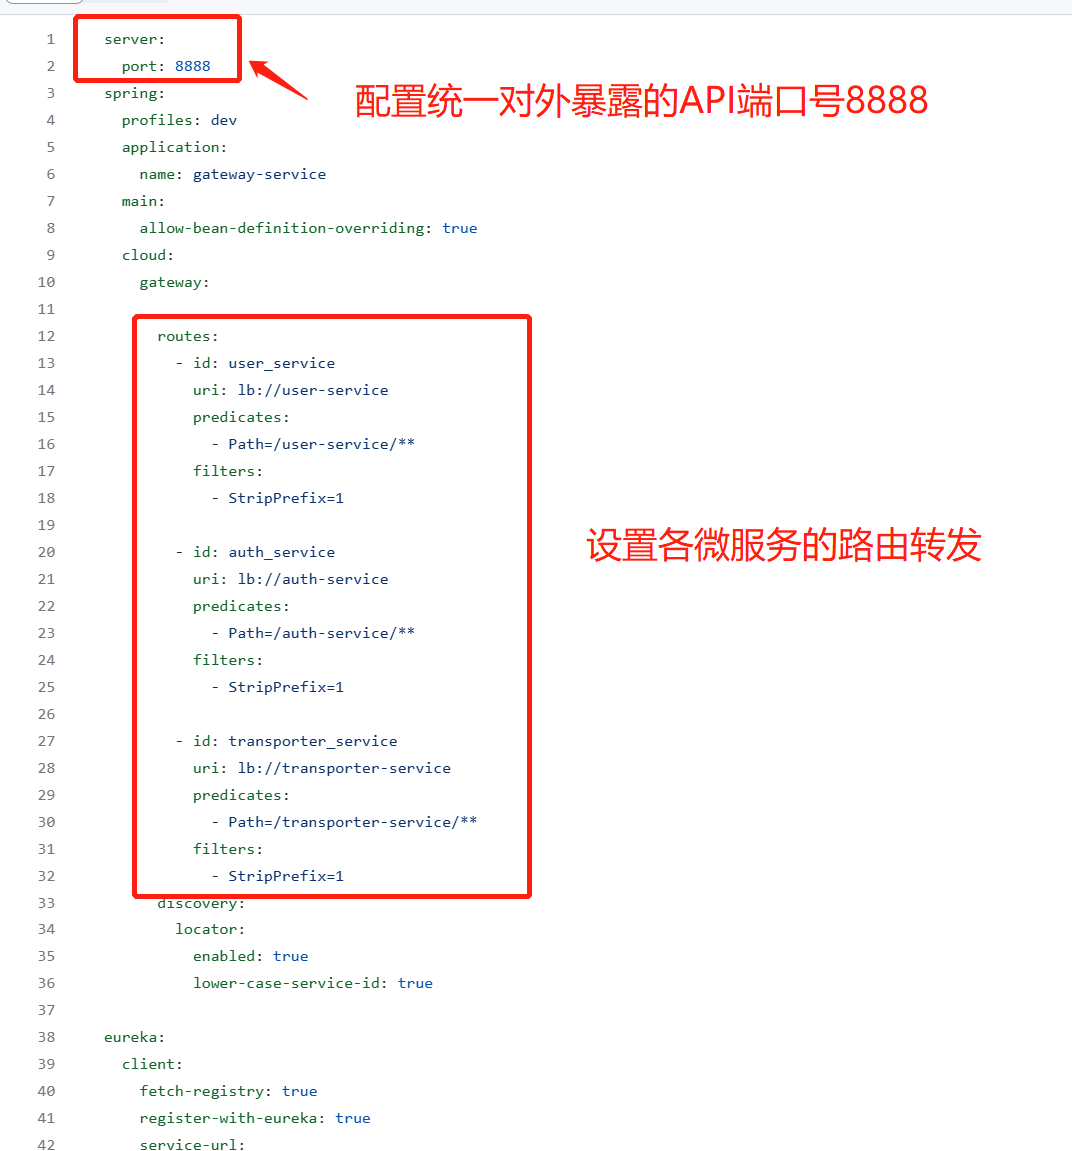 1 server:
2 port: 8888
配置统一对外暴露的API端口号8888
3 spring:
4 profiles: dev
5 application:
6 name: gateway-service
7 main:
8 allow-bean-definition-overriding: true
9 cloud:
10 gateway:
11
12 routes:
13 - id: user_service
14 uri: lb://user-service
15 predicates:
16 - Path=/user-service/**
17 filters:
18 - StripPrefix=1
19
20 - id: auth_service
设置各微服务的路由转发
21 uri: lb://auth-service
22 predicates:
23 - Path=/auth-service/**
24 filters:
25 - StripPrefix=1
26
27 - id: transporter_service
28 uri: lb://transporter-service
29 predicates:
30 - Path=/transporter-service/**
31 filters:
32 - StripPrefix=1
33 discovery:
34 locator:
35 enabled: true
36 lower-case-service-id: true
37
38 eureka:
39 client:
40 fetch-registry: true
41 register-with-eureka: true
42 service-url: